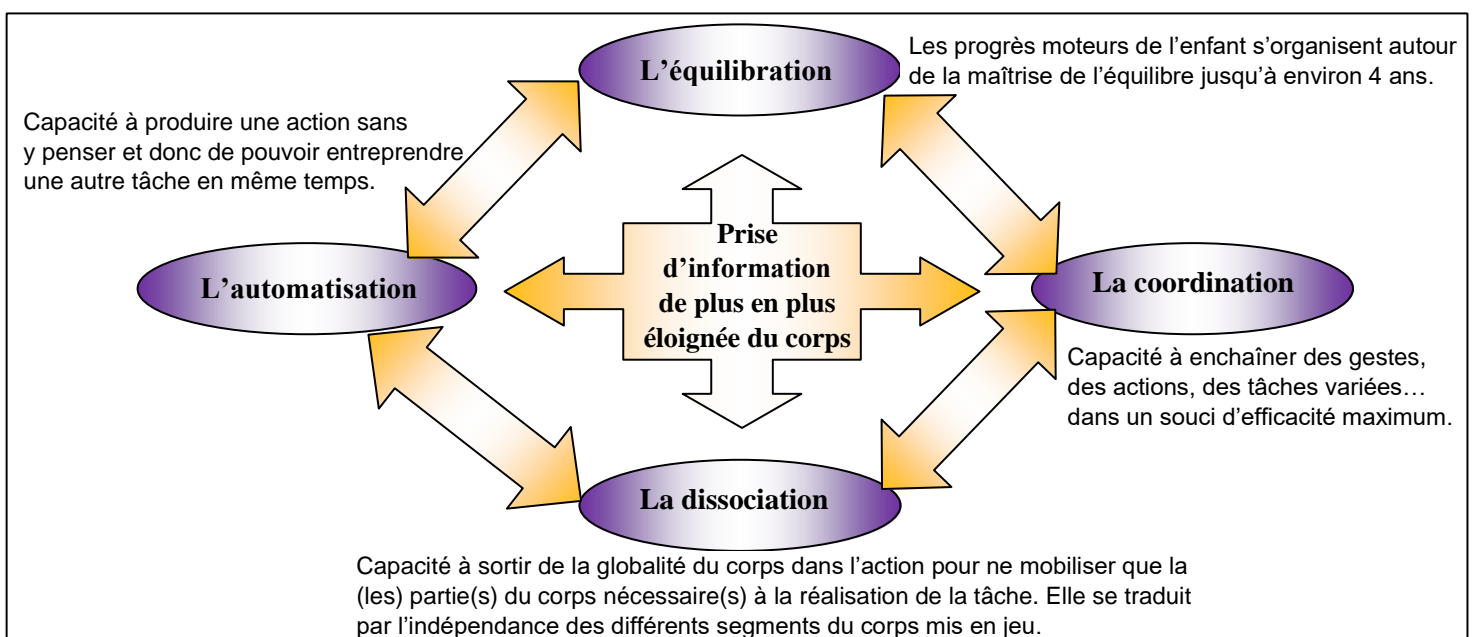 L’équilibration
Les progrès moteurs de l’enfant s’organisent autour
de la maîtrise de l’équilibre jusqu’à environ 4 ans.
Capacité à produire une action sans
y penser et donc de pouvoir entreprendre
une autre tâche en même temps.
Prise
d’information
de plus en plus
éloignée du corps
L’automatisation
La coordination
Capacité à enchaîner des gestes,
des actions, des tâches variées…
dans un souci d’efficacité maximum.
La dissociation
Capacité à sortir de la globalité du corps dans l’action pour ne mobiliser que la
(les) partie(s) du corps nécessaire(s) à la réalisation de la tâche. Elle se traduit
par l’indépendance des différents segments du corps mis en jeu.